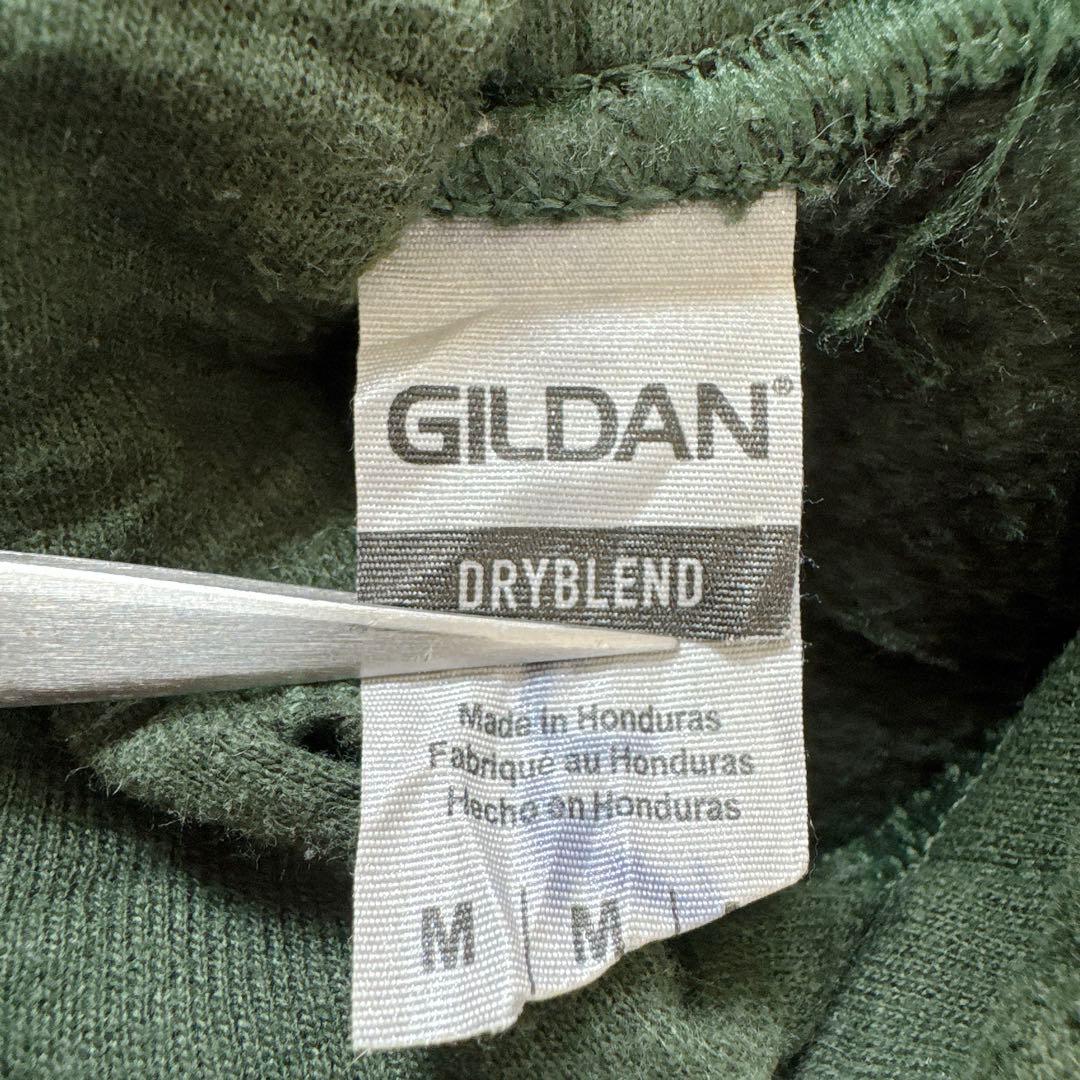 GILDAN®
DRYBLEND
Made in Honduras
Fabriqué au Honduras
Hecho en Honduras
M | M |